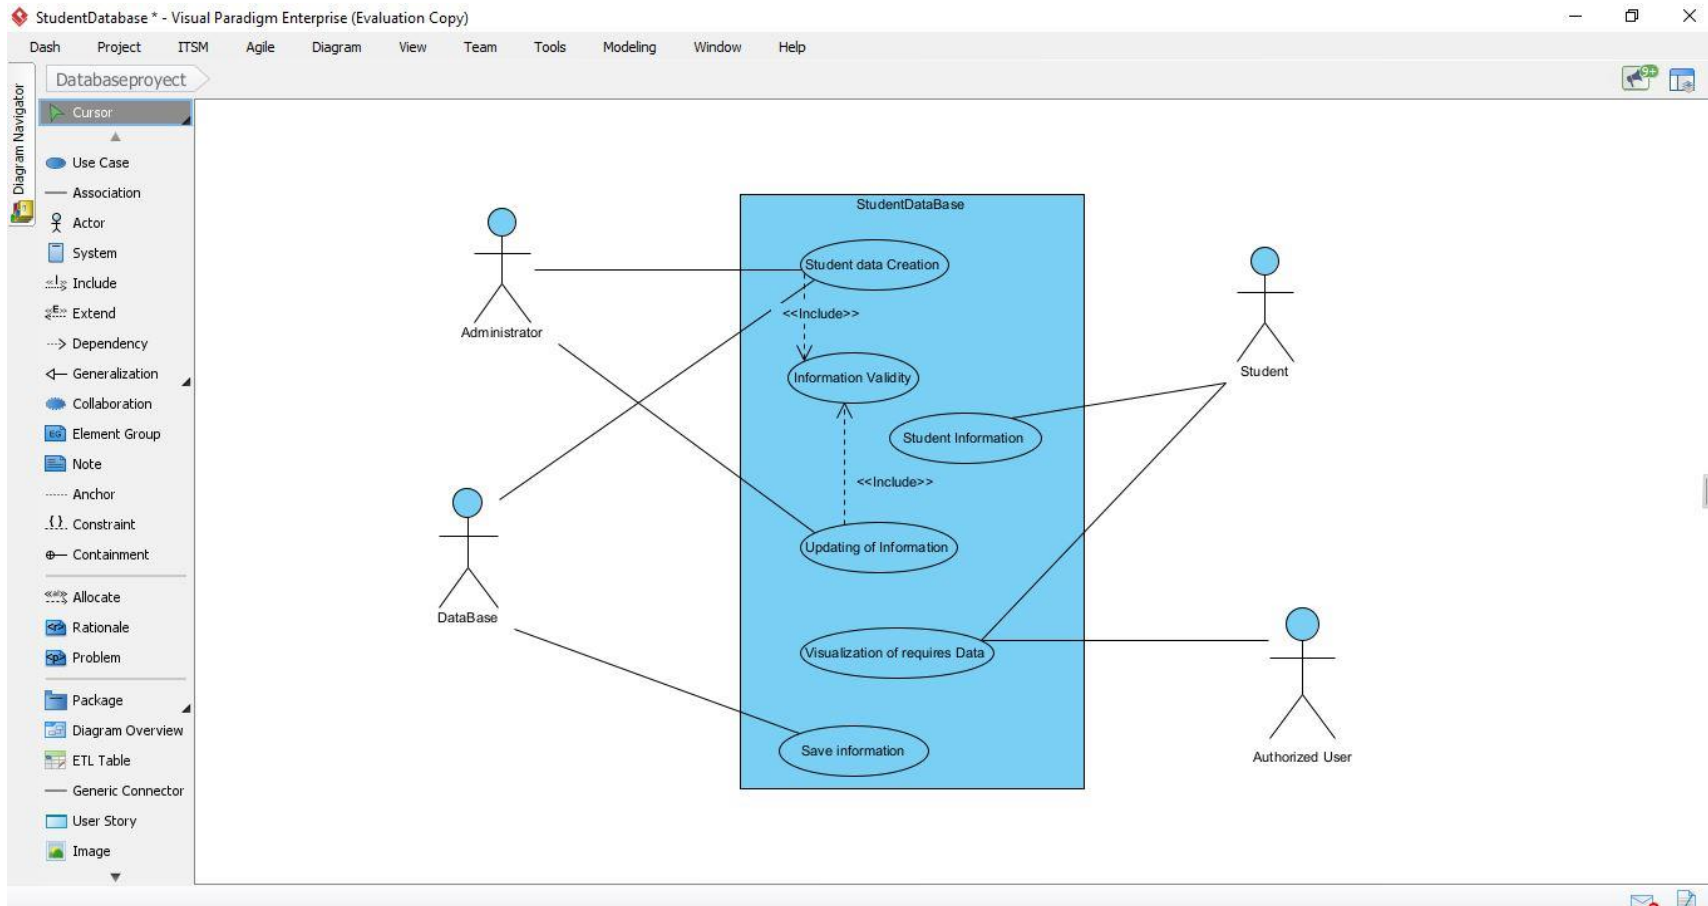 StudentDatabase * - Visual Paradigm Enterprise (Evaluation Copy)
Dash Project ITSM Agile Diagram View Team Tools Modeling Window Help
Databaseproyect
9+
Diagram Navigator
Cursor
Use Case
Association
Actor
System
Include
Extend
Dependency
Generalization
Collaboration
Element Group
Note
Anchor
Constraint
Containment
Allocate
Rationale
Problem
Package
Diagram Overview
ETL Table
Generic Connector
User Story
Image
StudentDataBase
Student data Creation
<<Include>>
Administrator
Information Validity
Student
Student Information
<<Include>>
Updating of Information
DataBase
Visualization of requires Data
Save information
Authorized User